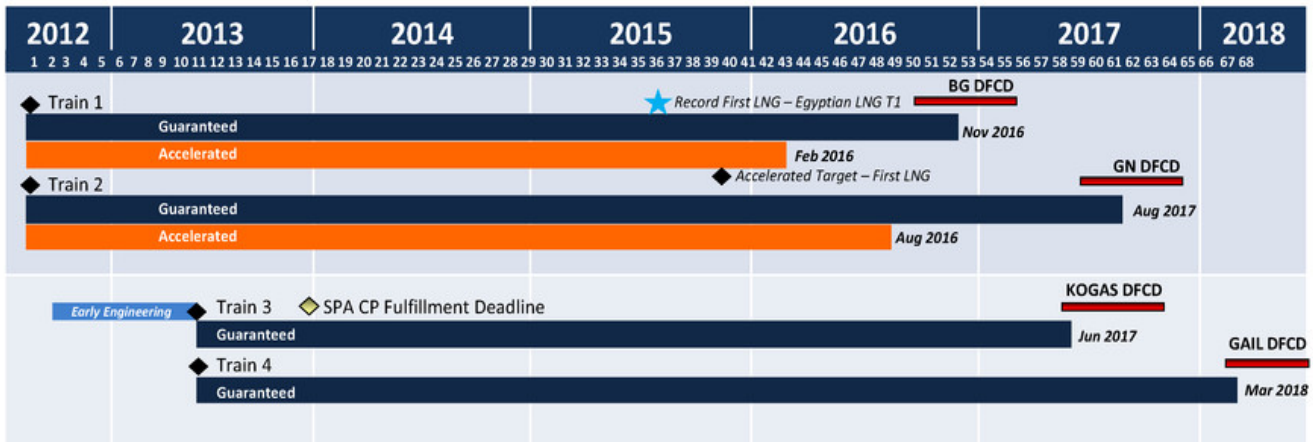 2012 2013 2014 2015 2016 2017 2018
1 2 3 4 5 6 7 8 9 10 11 12 13 14 15 16 17 18 19 20 21 22 23 24 25 26 27 28 29 30 31 32 33 34 35 36 37 38 39 40 41 42 43 44 45 46 47 48 49 50 51 52 53 54 55 56 57 58 59 60 61 62 63 64 65 66 67 68
BG DFCD
Train 1
Record First LNG – Egyptian LNG T1
Guaranteed
Nov 2016
Accelerated
Feb 2016
GN DFCD
Accelerated Target – First LNG
Train 2
Guaranteed
Aug 2017
Accelerated
Aug 2016
KOGAS DFCD
Early Engineering
Train 3
SPA CP Fulfillment Deadline
Guaranteed
Jun 2017
GAIL DFCD
Train 4
Guaranteed
Mar 2018